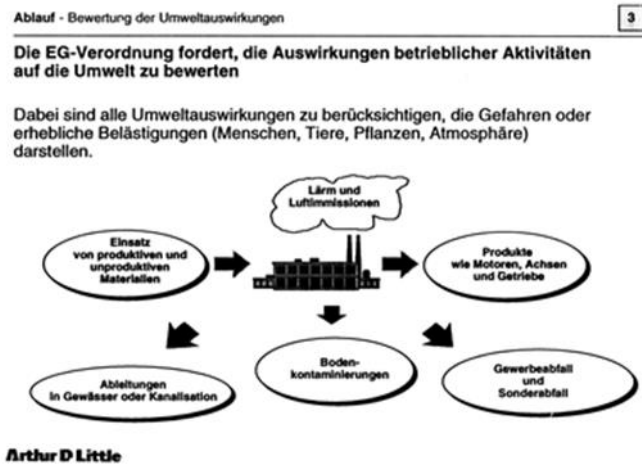 Ablauf - Bewertung der Umweltauswirkungen
3
Die EG-Verordnung fordert, die Auswirkungen betrieblicher Aktivitäten
auf die Umwelt zu bewerten
Dabei sind alle Umweltauswirkungen zu berücksichtigen, die Gefahren oder
erhebliche Belästigungen (Menschen, Tiere, Pflanzen, Atmosphäre)
darstellen.
Lärm und
Luftimmissionen
Einsatz
von produktiven und
unproduktiven
Materialien
Produkte
wie Motoren, Achsen
und Getriebe
Ableitungen
in Gewässer oder Kanalisation
Boden-
kontaminierungen
Gewerbeabfall
und
Sonderabfall
Arthur D Little